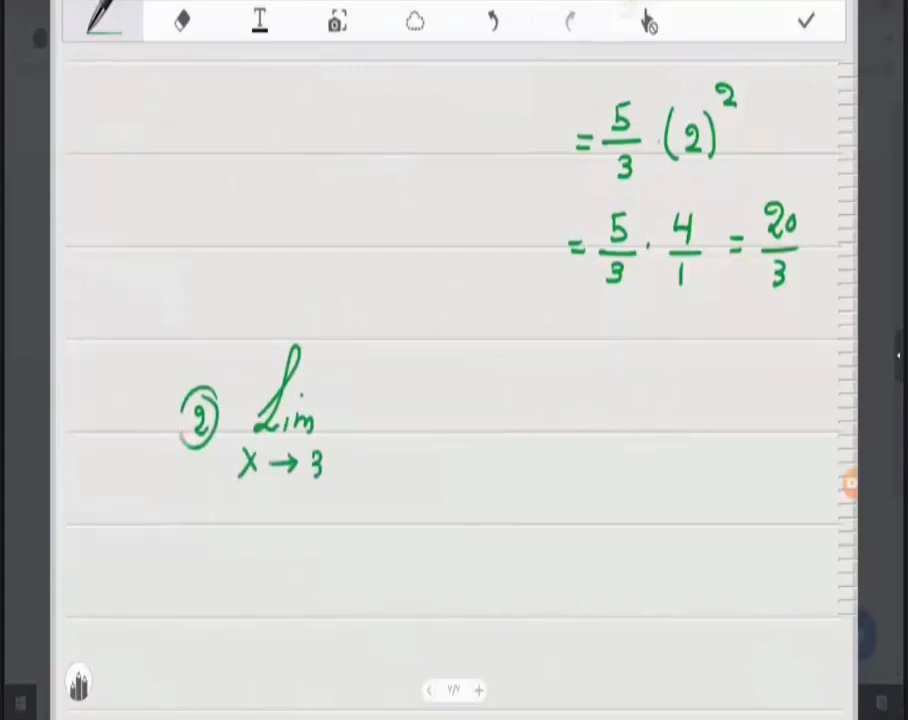 T
= 5/3 · (2)^2
= 5/3 · 4/1 = 20/3
② Lim
x → 3